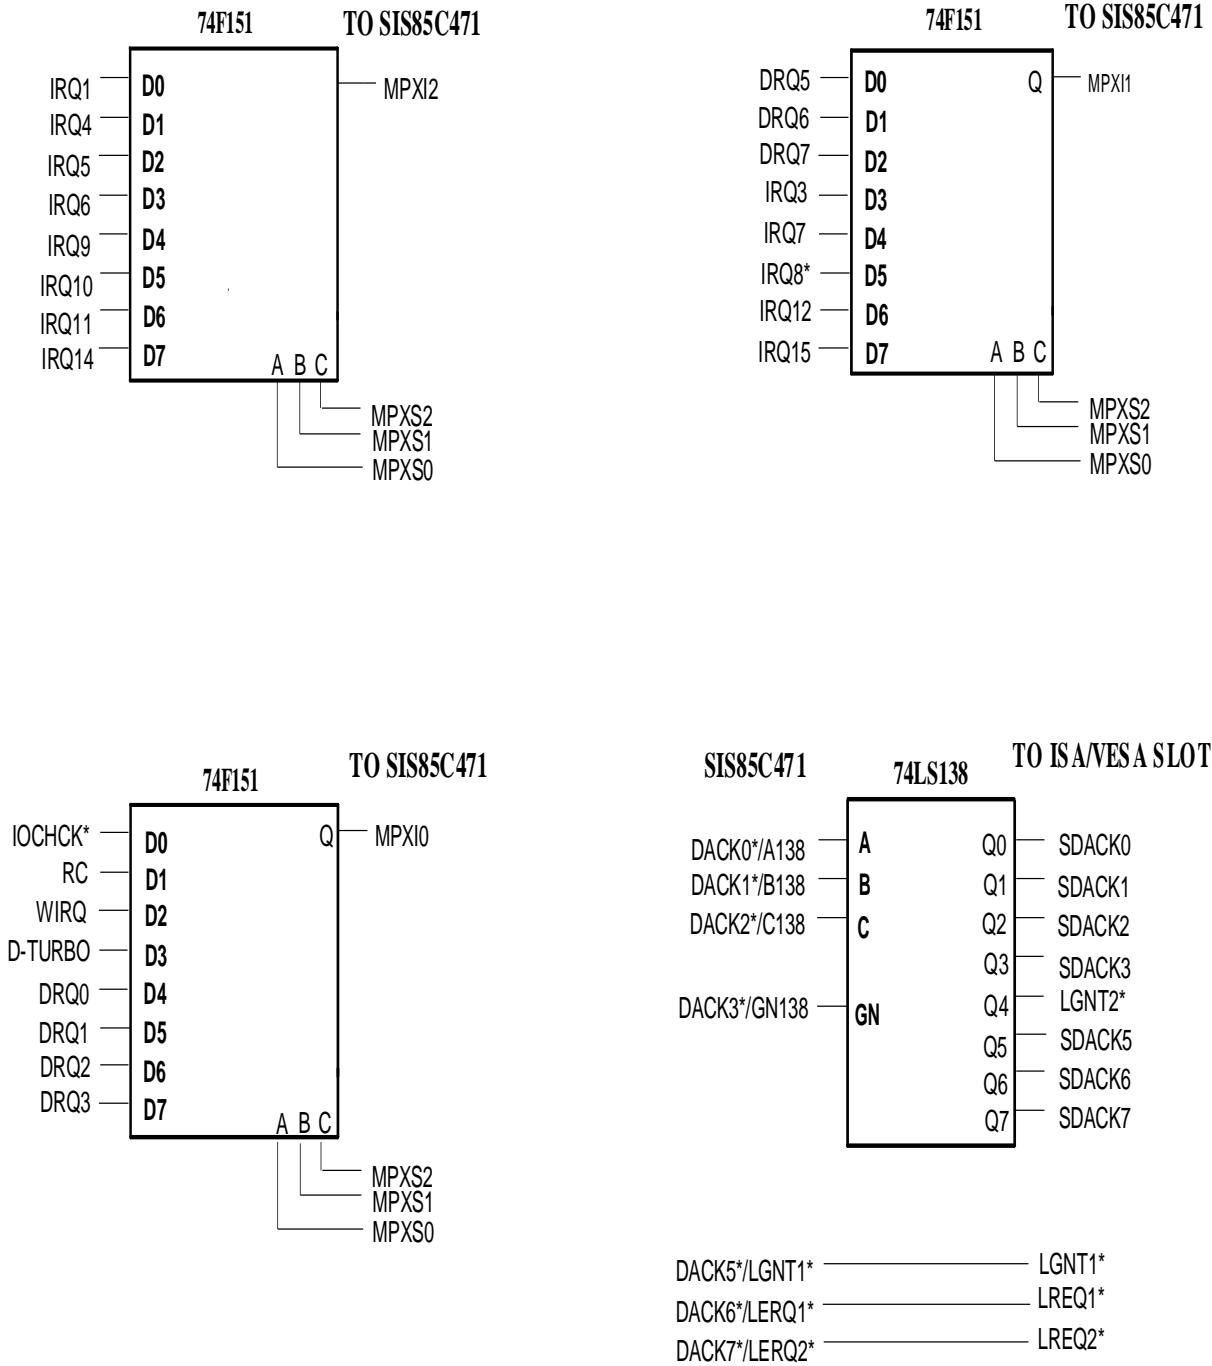 74F151 TO SIS85C471
IRQ1 D0 MPXI2
IRQ4 D1
IRQ5 D2
IRQ6 D3
IRQ9 D4
IRQ10 D5
IRQ11 D6
IRQ14 D7
A B C
MPXS2
MPXS1
MPXS0
74F151 TO SIS85C471
DRQ5 D0 Q MPXI1
DRQ6 D1
DRQ7 D2
IRQ3 D3
IRQ7 D4
IRQ8* D5
IRQ12 D6
IRQ15 D7
A B C
MPXS2
MPXS1
MPXS0
74F151 TO SIS85C471
IOCHCK* D0 Q MPXI0
RC D1
WIRQ D2
D-TURBO D3
DRQ0 D4
DRQ1 D5
DRQ2 D6
DRQ3 D7
A B C
MPXS2
MPXS1
MPXS0
SIS85C471 74LS138 TO ISA/VESA SLOT
DACK0*/A138 A Q0 SDACK0
DACK1*/B138 B Q1 SDACK1
DACK2*/C138 C Q2 SDACK2
Q3 SDACK3
DACK3*/GN138 GN Q4 LGNT2*
Q5 SDACK5
Q6 SDACK6
Q7 SDACK7
DACK5*/LGNT1* LGNT1*
DACK6*/LERQ1* LREQ1*
DACK7*/LERQ2* LREQ2*